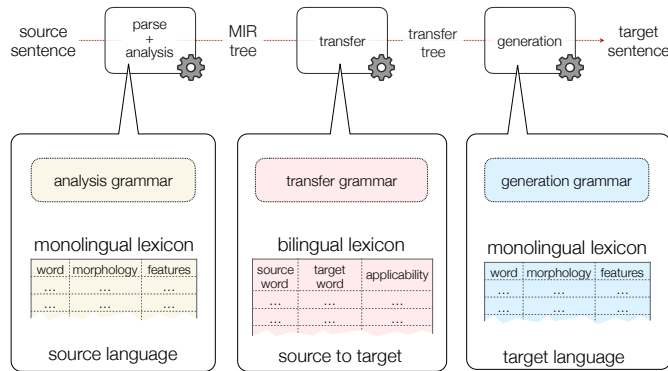 source
sentence
parse
+
analysis
MIR
tree
transfer
transfer
tree
generation
target
sentence
analysis grammar
monolingual lexicon
word morphology features
... ... ...
... ... ...
source language
transfer grammar
bilingual lexicon
source
word
target
word
applicability
... ... ...
... ... ...
source to target
generation grammar
monolingual lexicon
word morphology features
... ... ...
... ... ...
target language